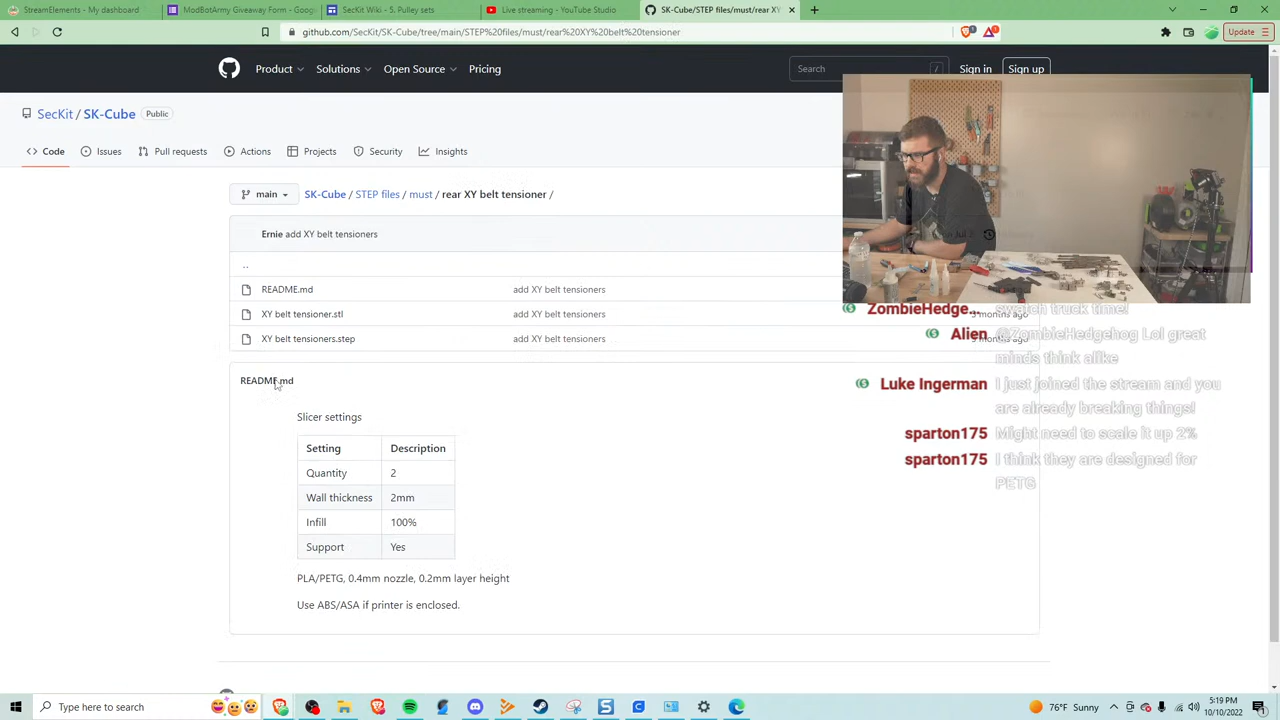 StreamElements - My dashboard
ModBotArmy Giveaway Form - Goog
SecKit Wiki - 5. Pulley sets
Live streaming - YouTube Studio
SK-Cube/STEP files/must/rear XY
github.com/SecKit/SK-Cube/tree/main/STEP%20files/must/rear%20XY%20belt%20tensioner
Update
Product
Solutions
Open Source
Pricing
Search
/
Sign in
Sign up
SecKit / SK-Cube
Public
Code
Issues
Pull requests
Actions
Projects
Security
Insights
main
SK-Cube / STEP files / must / rear XY belt tensioner /
Ernie add XY belt tensioners
..
README.md
add XY belt tensioners
XY belt tensioner.stl
add XY belt tensioners
3 months ago
XY belt tensioners.step
add XY belt tensioners
3 months ago
README.md
Slicer settings
Setting
Description
Quantity
2
Wall thickness
2mm
Infill
100%
Support
Yes
PLA/PETG, 0.4mm nozzle, 0.2mm layer height
Use ABS/ASA if printer is enclosed.
ZombieHedge... swatch truck time!
Alien @ZombieHedgehog Lol great
minds think alike
Luke Ingerman I just joined the stream and you
are already breaking things!
sparton175 Might need to scale it up 2%
sparton175 I think they are designed for
PETG
Type here to search
76°F Sunny
5:19 PM
10/10/2022